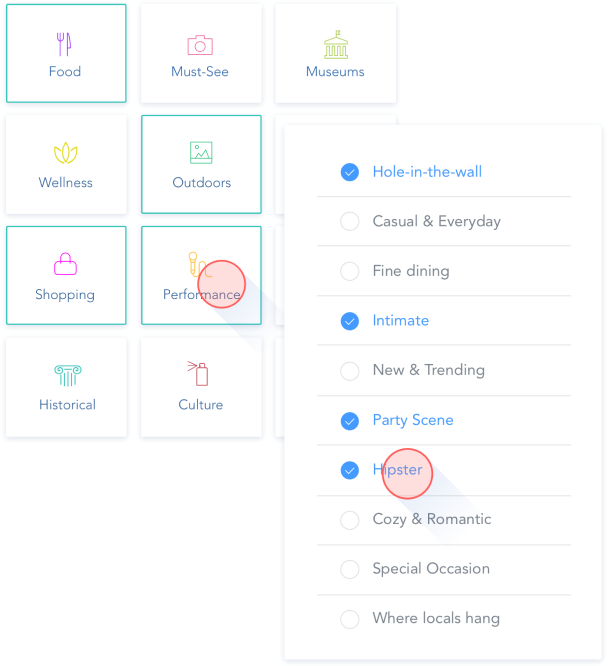 Food
Must-See
Museums
Wellness
Outdoors
Shopping
Performance
Historical
Culture
Hole-in-the-wall
Casual & Everyday
Fine dining
Intimate
New & Trending
Party Scene
Hipster
Cozy & Romantic
Special Occasion
Where locals hang